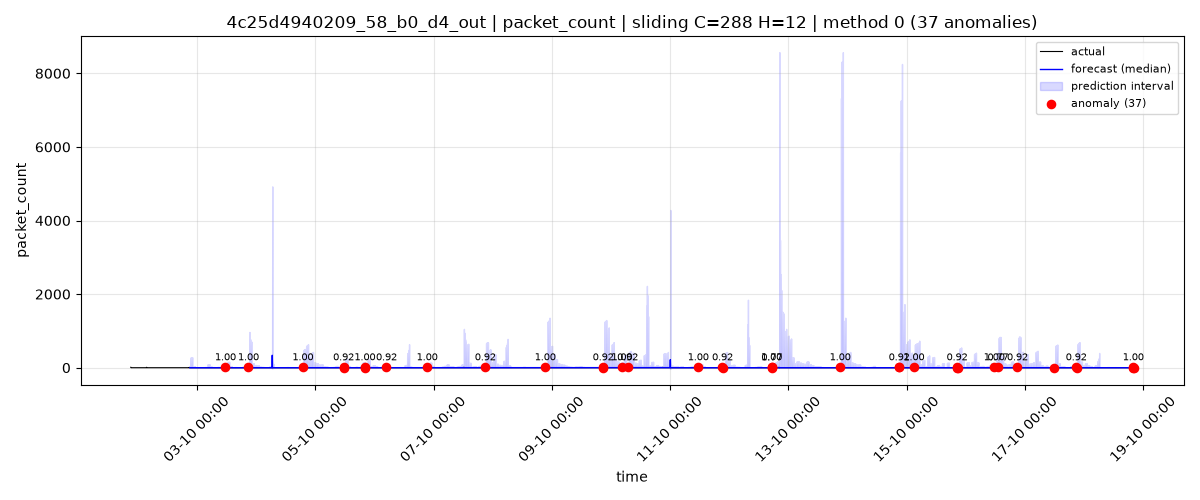 4c25d4940209_58_b0_d4_out | packet_count | sliding C=288 H=12 | method 0 (37 anomalies)
actual
forecast (median)
prediction interval
anomaly (37)
packet_count
8000
6000
4000
2000
0
1.00 1.00 1.00 0.92 1.00 0.92 1.00 0.92 1.00 0.92 0.92 1.00 0.92 0.77 1.00 0.92 1.00 0.92 0.77 0.92 0.92 1.00
03-10 00:00 05-10 00:00 07-10 00:00 09-10 00:00 11-10 00:00 13-10 00:00 15-10 00:00 17-10 00:00 19-10 00:00
time